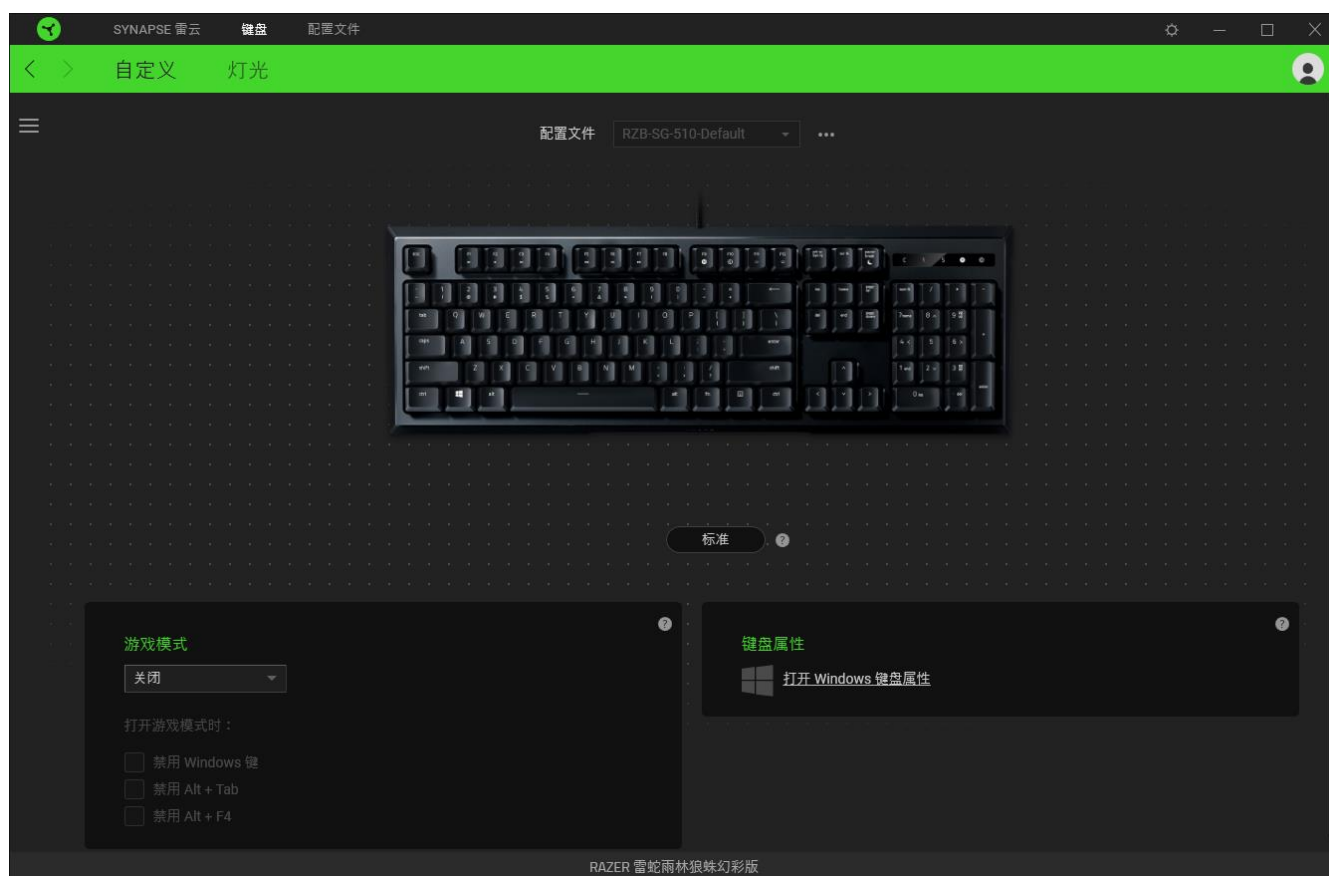 SYNAPSE 雷云 键盘 配置文件
自定义 灯光
配置文件 RZB-SG-510-Default
标准
游戏模式
关闭
打开游戏模式时：
禁用 Windows 键
禁用 Alt + Tab
禁用 Alt + F4
键盘属性
打开 Windows 键盘属性
RAZER 雷蛇雨林狼蛛幻彩版